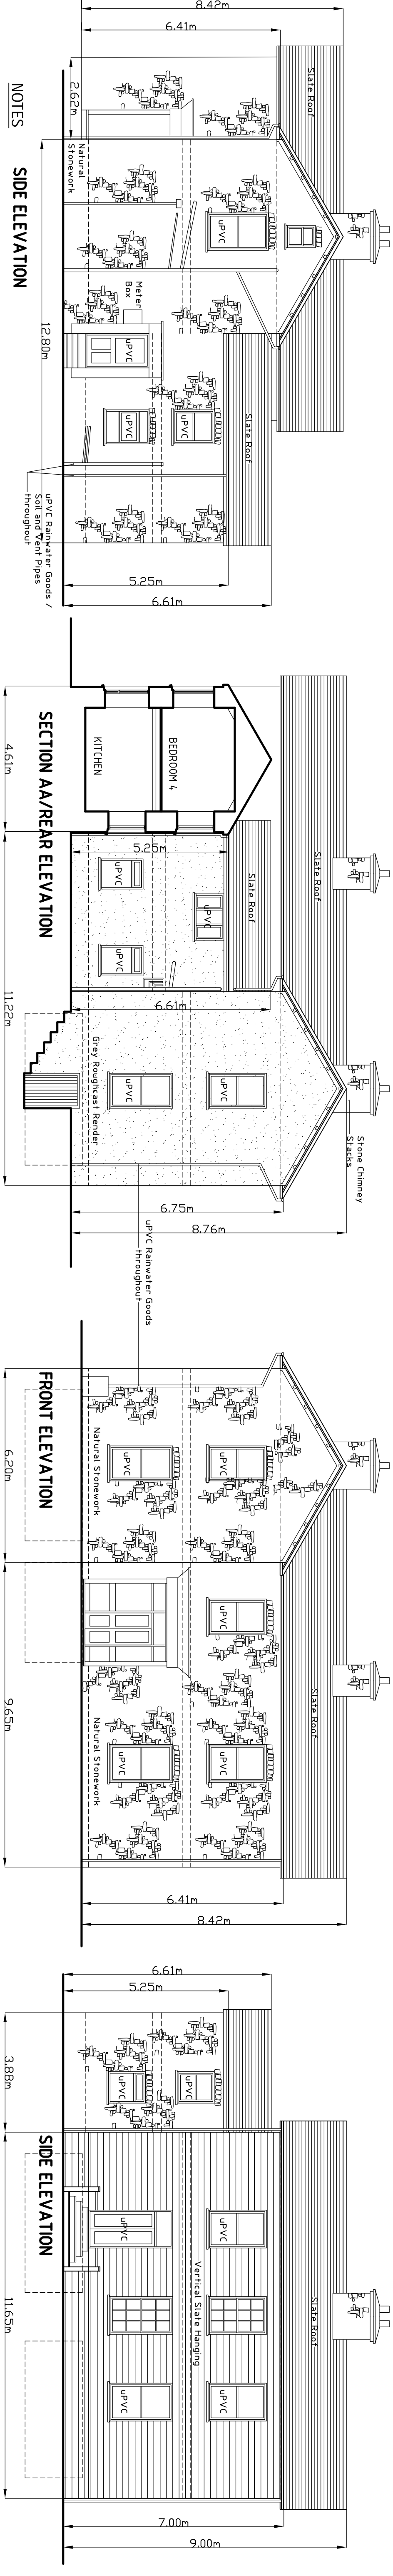 8.42m
6.41m
Slate Roof
2.62m
Natural
Stonework
uPVC
Meter
Box
uPVC
uPVC
uPVC
Slate Roof
12.80m
uPVC Rainwater Goods /
Soil and Vent Pipes
throughout
5.25m
6.61m
SIDE ELEVATION
NOTES
Slate Roof
BEDROOM 4
KITCHEN
5.25m
Slate Roof
uPVC
uPVC
uPVC
6.61m
uPVC
uPVC
Grey Roughcast Render
Stone Chimney
Stacks
6.75m
8.76m
uPVC Rainwater Goods
throughout
SECTION AA/REAR ELEVATION
4.61m
11.22m
Slate Roof
uPVC
uPVC
uPVC
uPVC
uPVC
Natural Stonework
Natural Stonework
6.41m
8.42m
FRONT ELEVATION
6.20m
9.65m
6.61m
5.25m
Slate Roof
uPVC
uPVC
uPVC
uPVC
uPVC
uPVC
Vertical Slate Hanging
7.00m
9.00m
SIDE ELEVATION
3.88m
11.65m